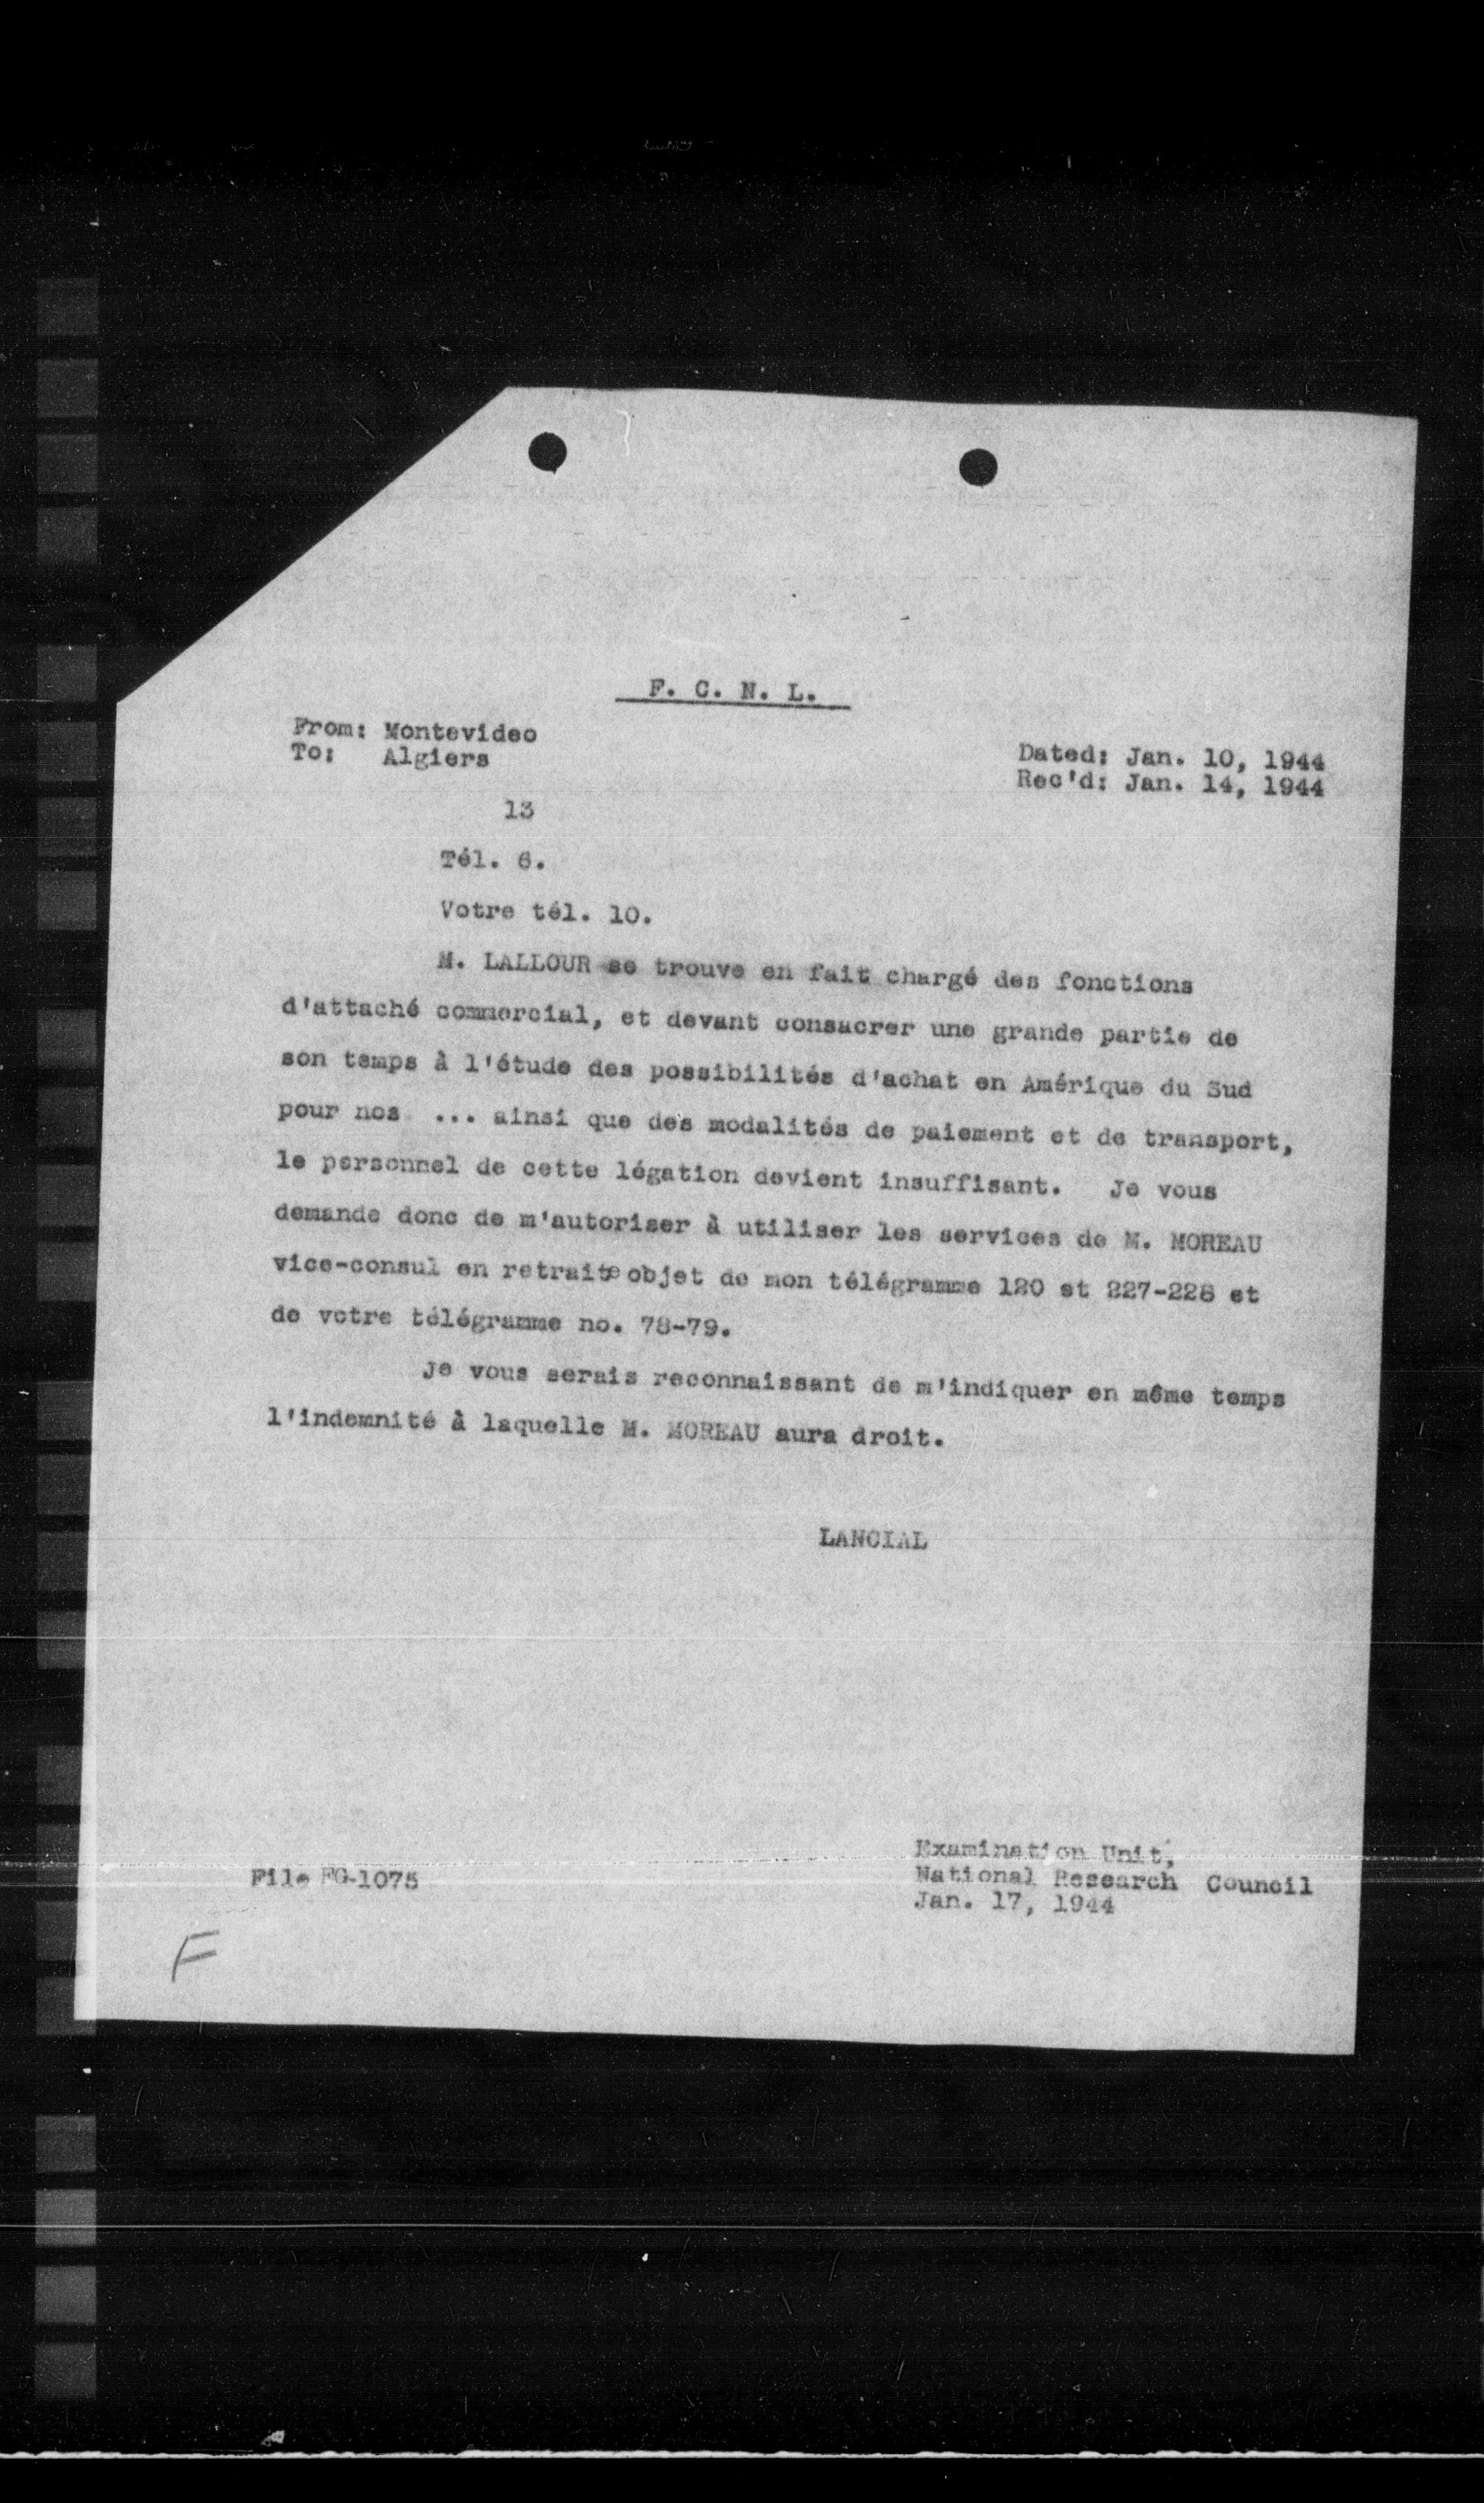 F. C. N. L.
From: Montevideo
To: Algiers
Dated: Jan. 10, 1944
Rec'd: Jan. 14, 1944
13
Tél. 6.
Votre tél. 10.
M. LALLOUR se trouve en fait chargé des fonctions
d'attaché commercial, et devant consacrer une grande partie de
son temps à l'étude des possibilités d'achat en Amérique du Sud
pour nos ... ainsi que des modalités de paiement et de transport,
le personnel de cette légation devient insuffisant. Je vous
demande donc de m'autoriser à utiliser les services de M. MOREAU
vice-consul en retraite objet de mon télégramme 120 et 227-228 et
de votre télégramme no. 78-79.
Je vous serais reconnaissant de m'indiquer en même temps
l'indemnité à laquelle M. MOREAU aura droit.
LANCIAL
Examination Unit,
National Research Council
Jan. 17, 1944
File FG-1075
F